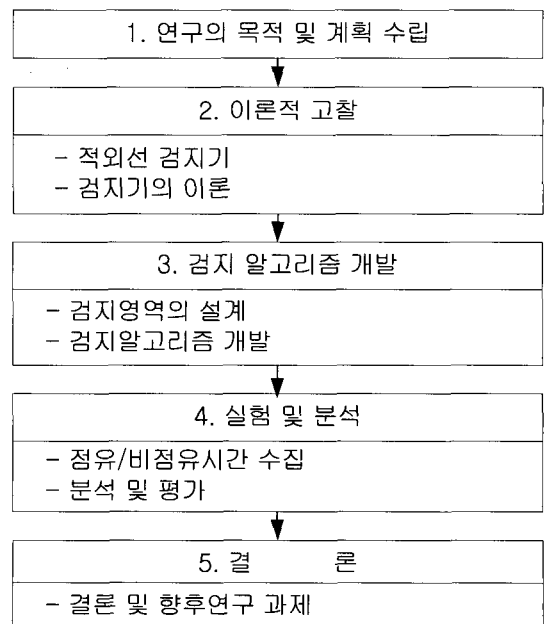 1. 연구의 목적 및 계획 수립
2. 이론적 고찰
- 적외선 검지기
- 검지기의 이론
3. 검지 알고리즘 개발
- 검지영역의 설계
- 검지알고리즘 개발
4. 실험 및 분석
- 점유/비점유시간 수집
- 분석 및 평가
5. 결 론
- 결론 및 향후연구 과제